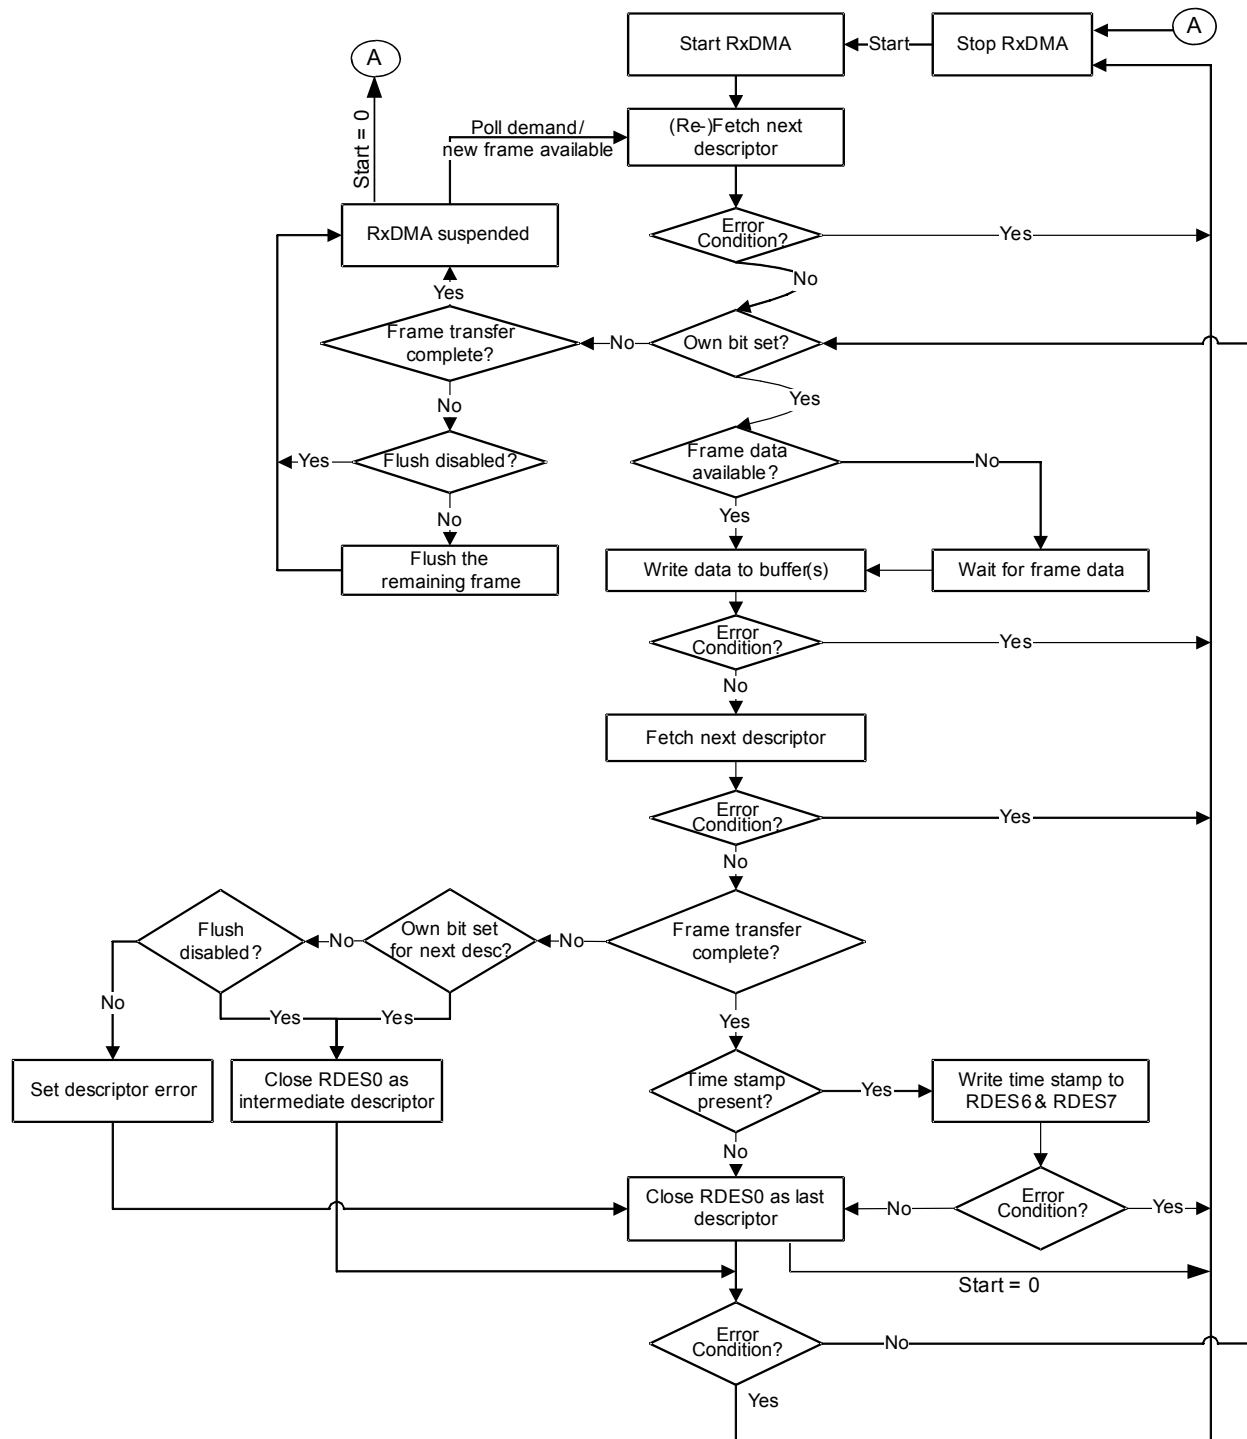 Start RxDMA
Start
Stop RxDMA
A
A
Start = 0
Poll demand/
new frame available
(Re-)Fetch next
descriptor
RxDMA suspended
Error
Condition?
Yes
No
Yes
Frame transfer
complete?
No
Own bit set?
No
Yes
Flush disabled?
Yes
No
Frame data
available?
No
Yes
Flush the
remaining frame
Write data to buffer(s)
Wait for frame data
Error
Condition?
Yes
No
Fetch next descriptor
Error
Condition?
Yes
No
Flush
disabled?
No
Own bit set
for next desc?
No
Frame transfer
complete?
No
Yes
Yes
Yes
Set descriptor error
Close RDES0 as
intermediate descriptor
Time stamp
present?
Yes
Write time stamp to
RDES6 & RDES7
No
Close RDES0 as last
descriptor
No
Error
Condition?
Yes
Start = 0
Error
Condition?
No
Yes